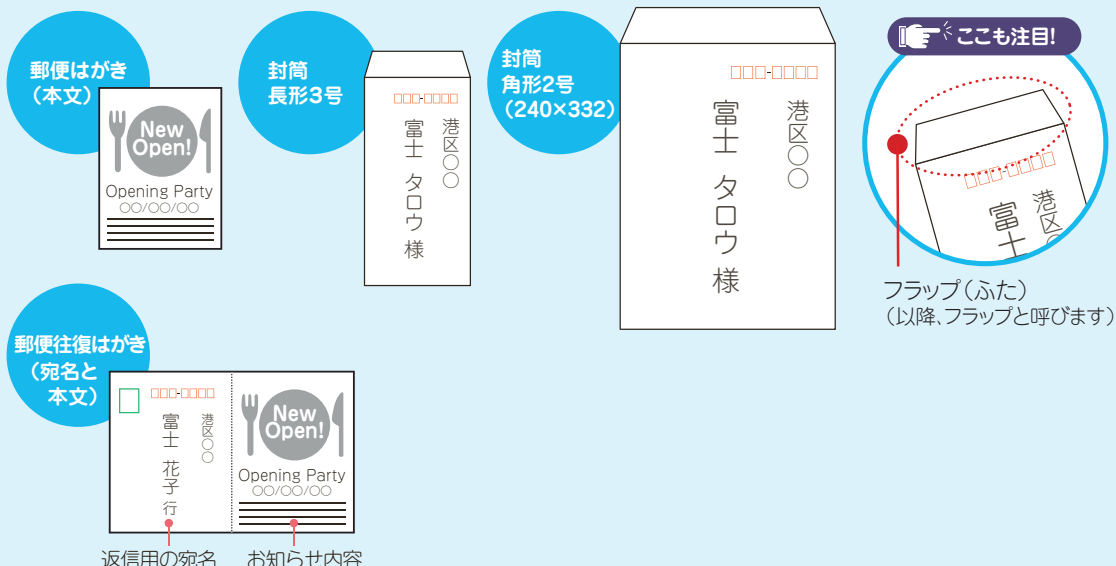 郵便はがき
（本文）
New
Open!
Opening Party
○○/○○/○○
封筒
長形3号
□□□-□□□□
港区○○
富士 タロウ 様
封筒
角形2号
（240×332）
□□□-□□□□
港区○○
富士 タロウ 様
ここも注目!
□□□-□□□□
港区○
富士
フラップ（ふた）
（以降、フラップと呼びます）
郵便往復はがき
（宛名と
本文）
□□□-□□□□
港区○○
富士 花子 行
New
Open!
Opening Party
○○/○○/○○
返信用の宛名
お知らせ内容